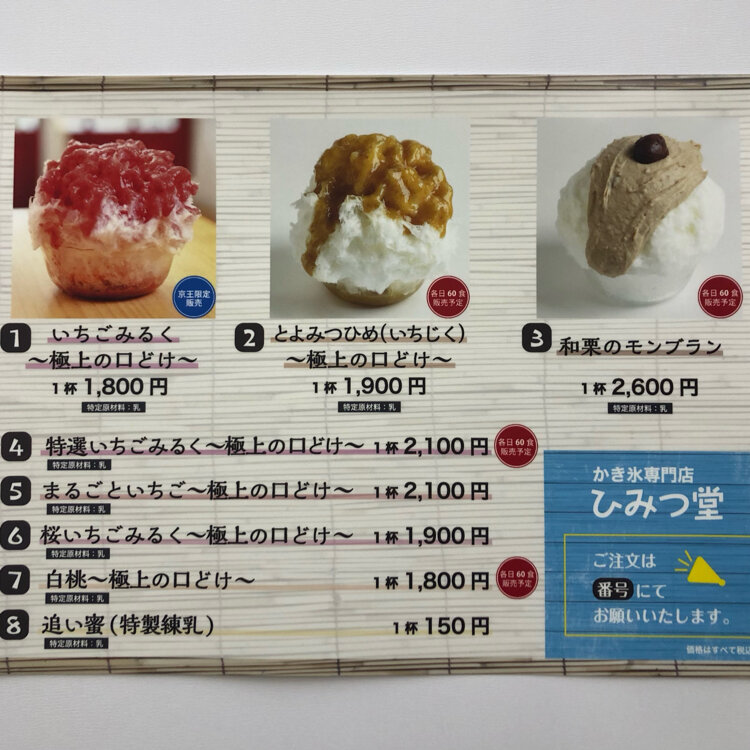 京王限定
販売
各日60食
販売予定
各日60食
販売予定
1 いちごみるく
〜極上の口どけ〜
1杯 1,800円
特定原材料：乳
2 とよみつひめ(いちじく)
〜極上の口どけ〜
1杯 1,900円
特定原材料：乳
3 和栗のモンブラン
1杯 2,600円
特定原材料：乳
4 特選いちごみるく〜極上の口どけ〜 1杯 2,100円
各日60食
販売予定
特定原材料：乳
5 まるごといちご〜極上の口どけ〜 1杯 2,100円
特定原材料：乳
6 桜いちごみるく〜極上の口どけ〜 1杯 1,900円
特定原材料：乳
7 白桃〜極上の口どけ〜 1杯 1,800円
各日60食
販売予定
特定原材料：乳
8 追い蜜(特製練乳) 1杯 150円
特定原材料：乳
かき氷専門店
ひみつ堂
ご注文は
番号にて
お願いいたします。
価格はすべて税込